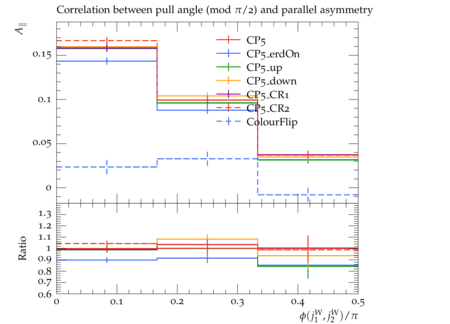 Correlation between pull angle (mod π/2) and parallel asymmetry
A∥
0.15
0.1
0.05
0
CP5
CP5_erdOn
CP5_up
CP5_down
CP5_CR1
CP5_CR2
ColourFlip
Ratio
1.3
1.2
1.1
1
0.9
0.8
0.7
0.6
0
0.1
0.2
0.3
0.4
0.5
ϕ(j₁ᵂ, j₂ᵂ)/π